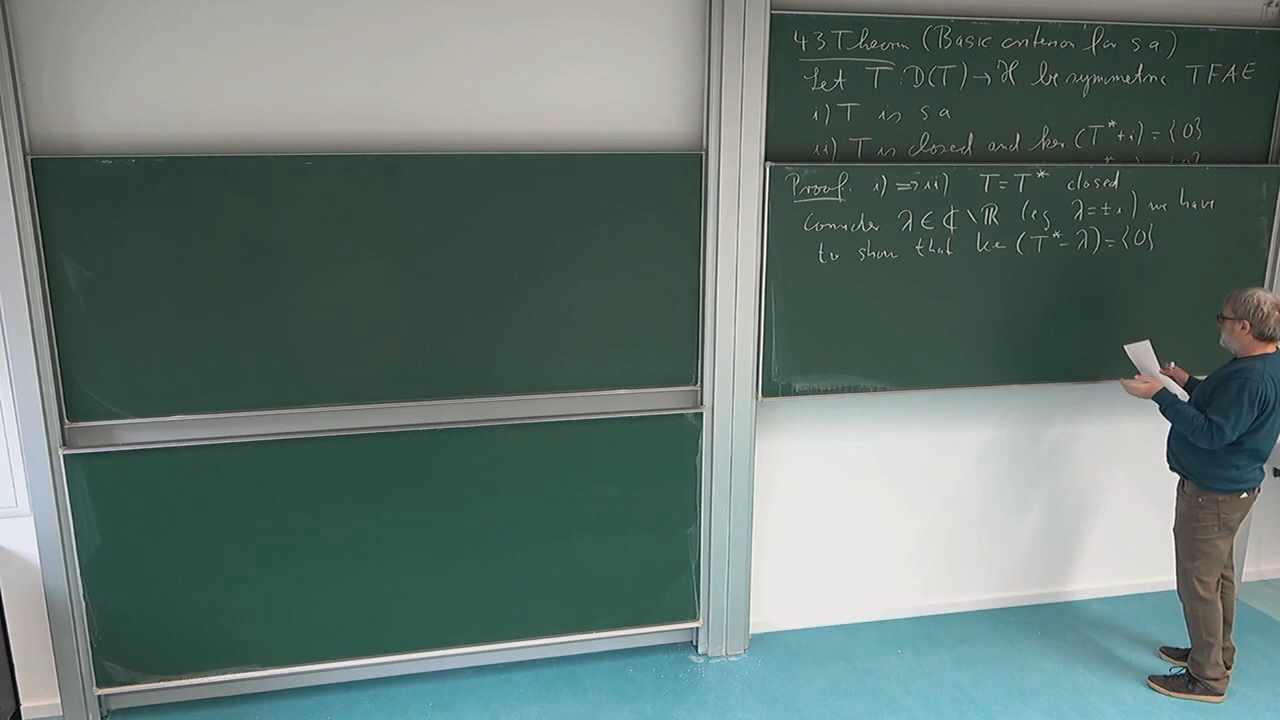 43. Theorem (Basic criterion for s a)
Let T: D(T) → ℋ be symmetric TFAE
i) T is s a
ii) T is closed and ker (T* + i) = {0}
Proof. i) ⟹ ii) T = T* closed
Consider λ ∈ ℂ \ ℝ (eg λ = ± i) we have
to show that ker (T* - λ) = {0}